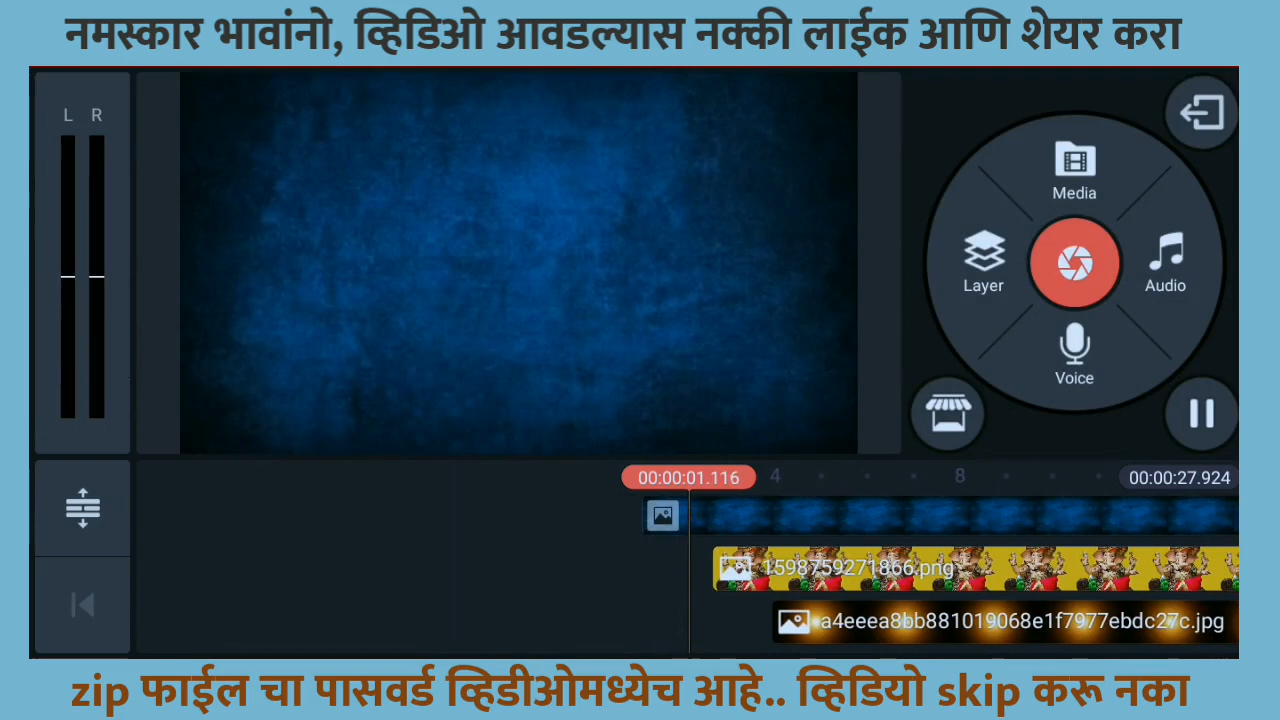 नमस्कार भावांनो, व्हिडिओ आवडल्यास नक्की लाईक आणि शेयर करा
L R
Media
Layer
Audio
Voice
00:00:01.116 4 8 00:00:27.924
1598759271866.png
a4eeea8bb881019068e1f7977ebdc27c.jpg
zip फाईल चा पासवर्ड व्हिडीओमध्येच आहे.. व्हिडियो skip करू नका